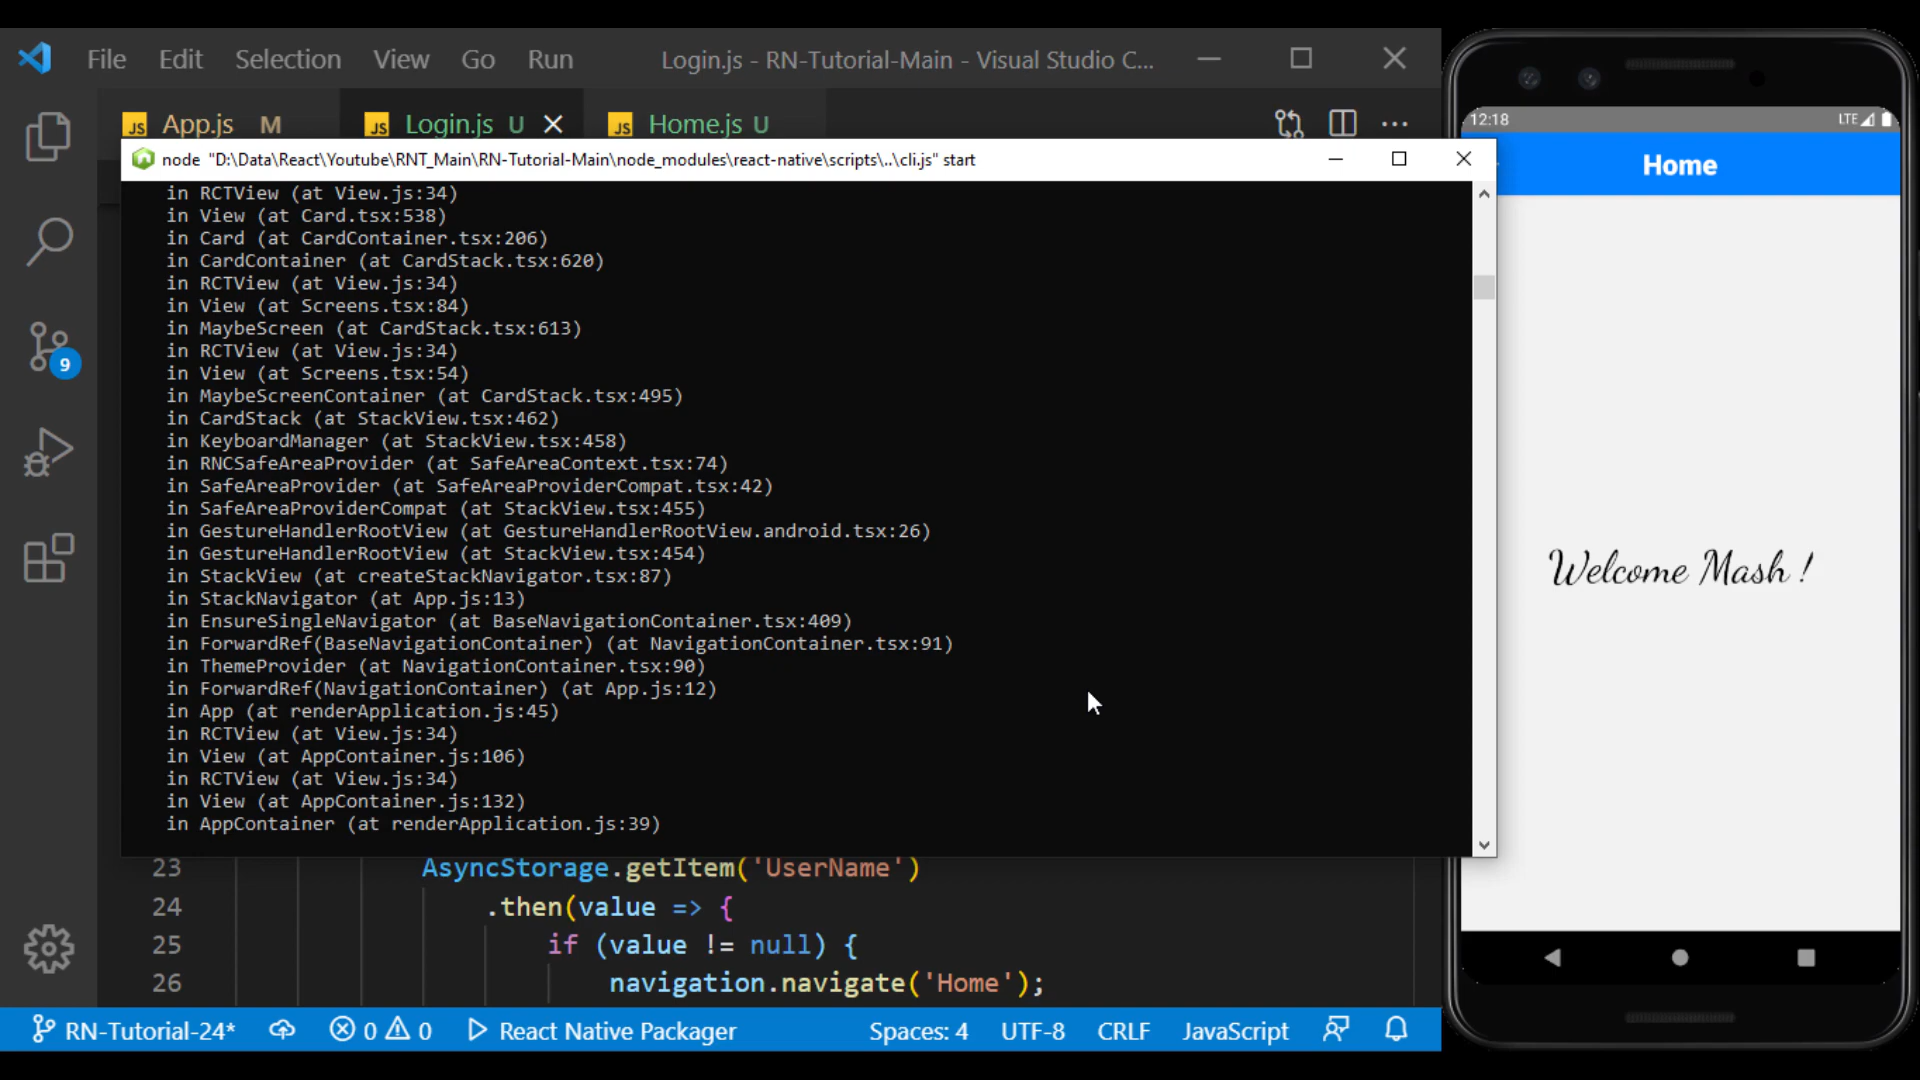 File Edit Selection View Go Run Login.js - RN-Tutorial-Main - Visual Studio C...
JS App.js M JS Login.js U JS Home.js U
node "D:\Data\React\Youtube\RNT_Main\RN-Tutorial-Main\node_modules\react-native\scripts\..\cli.js" start
in RCTView (at View.js:34)
in View (at Card.tsx:538)
in Card (at CardContainer.tsx:206)
in CardContainer (at CardStack.tsx:620)
in RCTView (at View.js:34)
in View (at Screens.tsx:84)
in MaybeScreen (at CardStack.tsx:613)
in RCTView (at View.js:34)
in View (at Screens.tsx:54)
in MaybeScreenContainer (at CardStack.tsx:495)
in CardStack (at StackView.tsx:462)
in KeyboardManager (at StackView.tsx:458)
in RNCSafeAreaProvider (at SafeAreaContext.tsx:74)
in SafeAreaProvider (at SafeAreaProviderCompat.tsx:42)
in SafeAreaProviderCompat (at StackView.tsx:455)
in GestureHandlerRootView (at GestureHandlerRootView.android.tsx:26)
in GestureHandlerRootView (at StackView.tsx:454)
in StackView (at createStackNavigator.tsx:87)
in StackNavigator (at App.js:13)
in EnsureSingleNavigator (at BaseNavigationContainer.tsx:409)
in ForwardRef(BaseNavigationContainer) (at NavigationContainer.tsx:91)
in ThemeProvider (at NavigationContainer.tsx:90)
in ForwardRef(NavigationContainer) (at App.js:12)
in App (at renderApplication.js:45)
in RCTView (at View.js:34)
in View (at AppContainer.js:106)
in RCTView (at View.js:34)
in View (at AppContainer.js:132)
in AppContainer (at renderApplication.js:39)
23 AsyncStorage.getItem('UserName')
24 .then(value => {
25 if (value != null) {
26 navigation.navigate('Home');
9
RN-Tutorial-24* 0 0 React Native Packager Spaces: 4 UTF-8 CRLF JavaScript
12:18 LTE
Home
Welcome Mash !